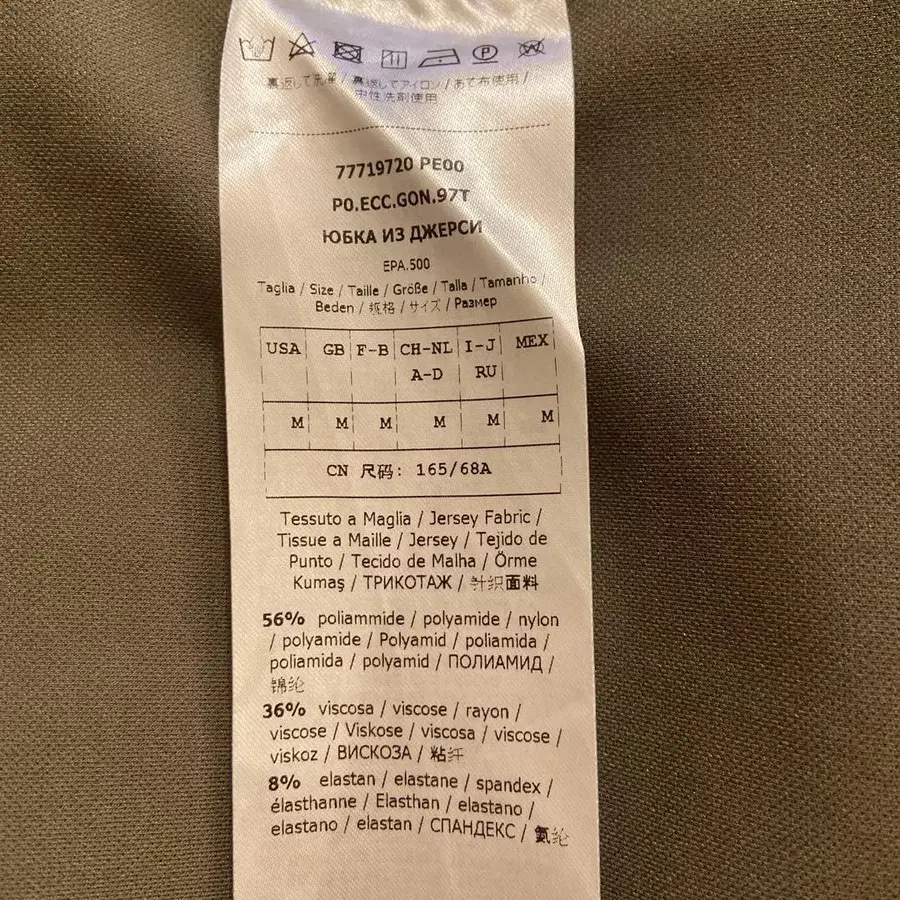 裏返して洗濯 / 裏返してアイロン / あて布使用 /
中性洗剤使用
77719720 PE00
P0.ECC.GON.97T
ЮБКА ИЗ ДЖЕРСИ
EPA.500
Taglia / Size / Taille / Größe / Talla / Tamanho /
Beden / 规格 / サイズ / Размер
USA GB F-B CH-NL I-J MEX
A-D RU
M M M M M M
CN 尺码: 165/68A
Tessuto a Maglia / Jersey Fabric /
Tissue a Maille / Jersey / Tejido de
Punto / Tecido de Malha / Örme
Kumaş / ТРИКОТАЖ / 针织面料
56% poliammide / polyamide / nylon
/ polyamide / Polyamid / poliamida /
poliamida / polyamid / ПОЛИАМИД /
锦纶
36% viscosa / viscose / rayon /
viscose / Viskose / viscosa / viscose /
viskoz / ВИСКОЗА / 粘纤
8% elastan / elastane / spandex /
élasthanne / Elasthan / elastano /
elastano / elastan / СПАНДЕКС / 氨纶